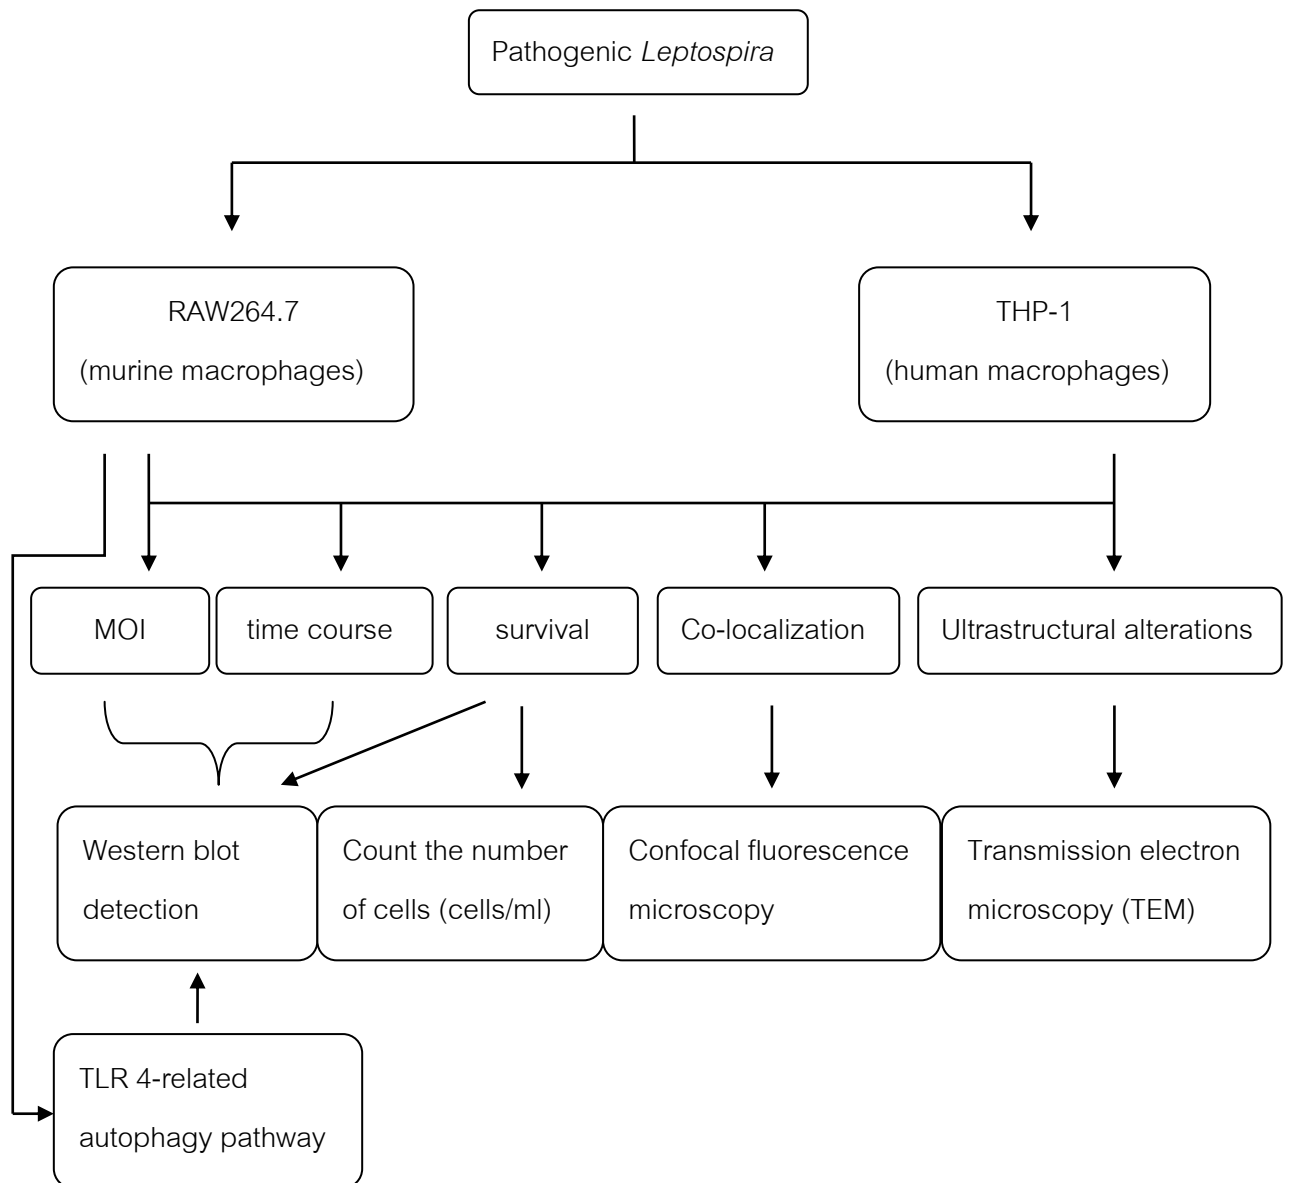 Pathogenic Leptospira
RAW264.7
(murine macrophages)
THP-1
(human macrophages)
MOI
time course
survival
Co-localization
Ultrastructural alterations
Western blot
detection
Count the number
of cells (cells/ml)
Confocal fluorescence
microscopy
Transmission electron
microscopy (TEM)
TLR 4-related
autophagy pathway